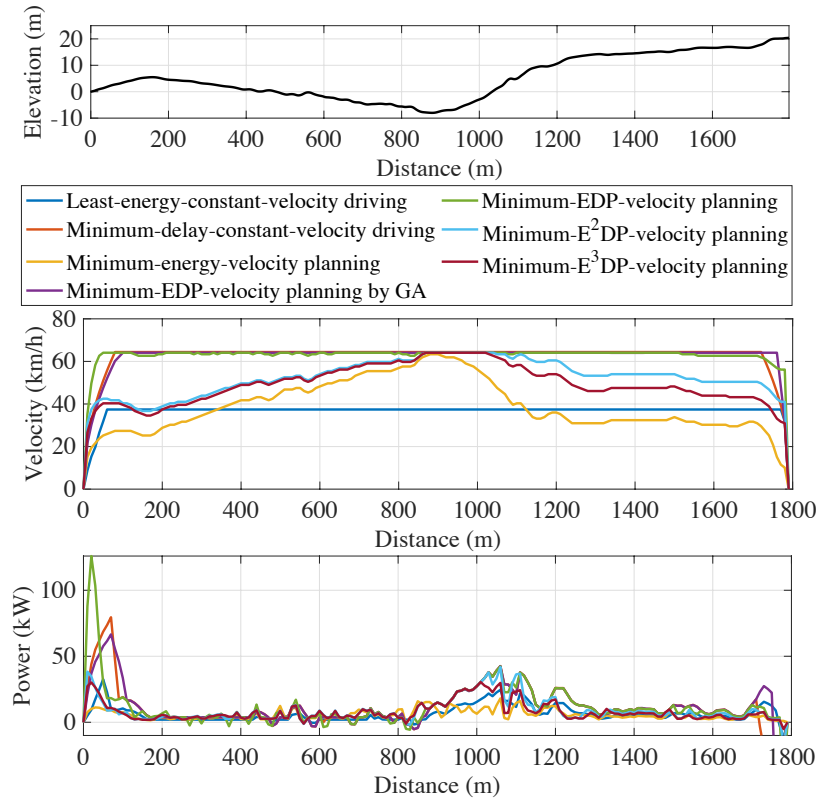 Elevation (m)
20
10
0
-10
0 200 400 600 800 1000 1200 1400 1600
Distance (m)
Least-energy-constant-velocity driving
Minimum-delay-constant-velocity driving
Minimum-energy-velocity planning
Minimum-EDP-velocity planning by GA
Minimum-EDP-velocity planning
Minimum-E²DP-velocity planning
Minimum-E³DP-velocity planning
Velocity (km/h)
80
60
40
20
0
0 200 400 600 800 1000 1200 1400 1600 1800
Distance (m)
Power (kW)
100
50
0
0 200 400 600 800 1000 1200 1400 1600 1800
Distance (m)